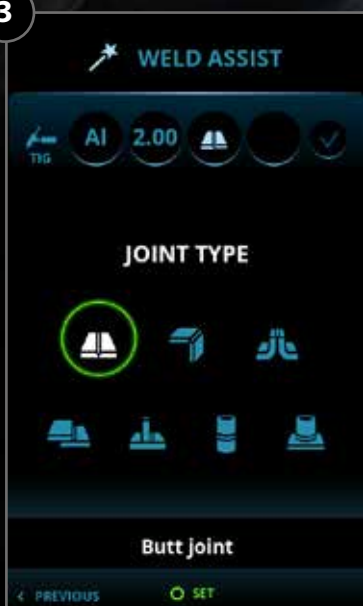 3
WELD ASSIST
TIG
Al 2.00
JOINT TYPE
Butt joint
< PREVIOUS SET